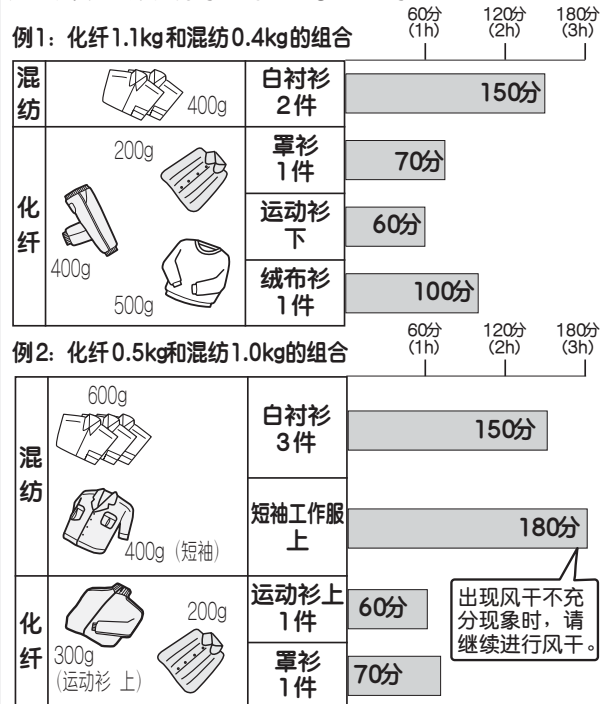 60分 120分 180分
(1h) (2h) (3h)
例1：化纤1.1kg和混纺0.4kg的组合
混纺
400g
白衬衫
2件
150分
化纤
200g
罩衫
1件
70分
400g
运动衫
下
60分
500g
绒布衫
1件
100分
60分 120分 180分
(1h) (2h) (3h)
例2：化纤0.5kg和混纺1.0kg的组合
混纺
600g
白衬衫
3件
150分
400g（短袖）
短袖工作服
上
180分
出现风干不充
分现象时，请
继续进行风干。
化纤
300g
（运动衫 上）
运动衫上
1件
60分
200g
罩衫
1件
70分